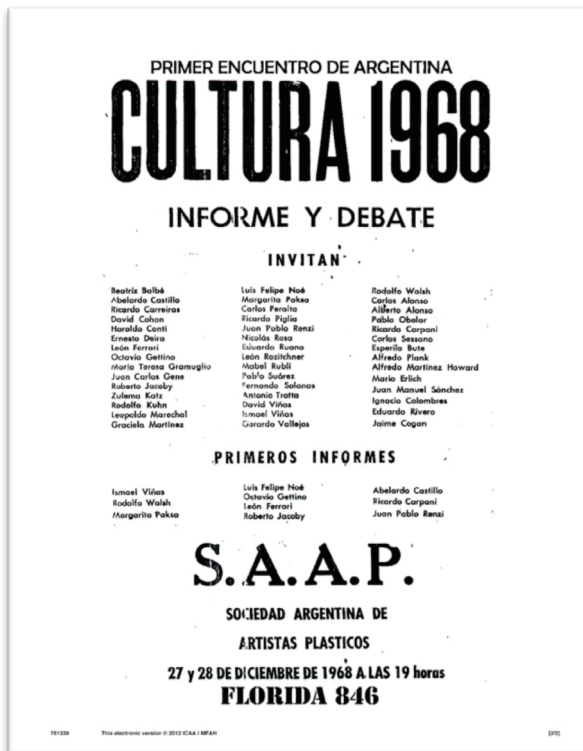 PRIMER ENCUENTRO DE ARGENTINA
CULTURA 1968
INFORME Y DEBATE
INVITAN
Beatriz Balbé
Abelardo Castillo
Ricardo Carreiras
David Cohon
Haroldo Conti
Ernesto Deira
León Ferrari
Octavio Gettino
María Teresa Gramuglio
Juan Carlos Gene
Roberto Jacoby
Zulema Katz
Rodolfo Kuhn
Leopoldo Marechal
Graciela Martínez
Luis Felipe Noé
Margarita Paksa
Carlos Peralta
Ricardo Piglia
Juan Pablo Renzi
Nicolás Rosa
Eduardo Ruano
León Rozitchner
Mabel Rubli
Pablo Suárez
Fernando Solanas
Antonio Trotta
David Viñas
Ismael Viñas
Gerardo Vallejos
Rodolfo Walsh
Carlos Alonso
Alberto Alonso
Pablo Obelar
Ricardo Carpani
Carlos Sessano
Esperilo Bute
Alfredo Plank
Alfredo Martínez Howard
Mario Erlich
Juan Manuel Sánchez
Ignacio Colombres
Eduardo Rivero
Jaime Cogan
PRIMEROS INFORMES
Ismael Viñas
Rodolfo Walsh
Margarita Paksa
Luis Felipe Noé
Octavio Gettino
León Ferrari
Roberto Jacoby
Abelardo Castillo
Ricardo Carpani
Juan Pablo Renzi
S.A.A.P.
SOCIEDAD ARGENTINA DE
ARTISTAS PLASTICOS
27 y 28 DE DICIEMBRE DE 1968 A LAS 19 horas
FLORIDA 846
761336 This electronic version © 2012 ICAA | MFAH [2/2]